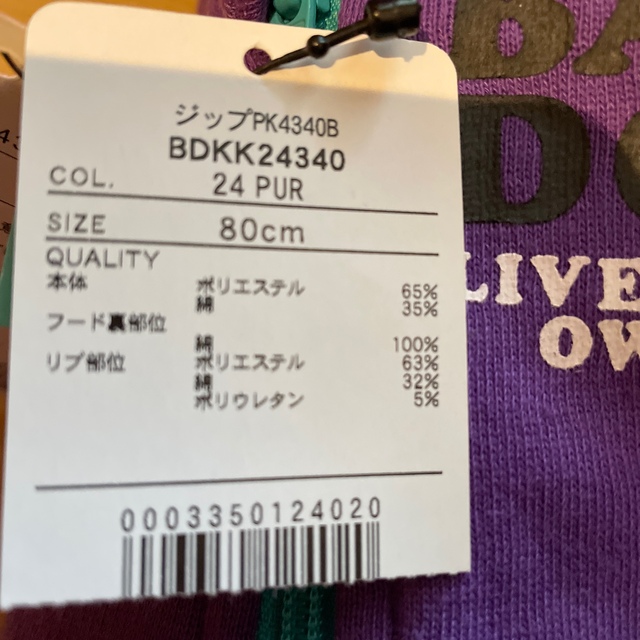 ジップPK4340B
BDKK24340
COL. 24 PUR
SIZE 80cm
QUALITY
本体 ポリエステル 65%
綿 35%
フード裏部位
綿 100%
リブ部位 ポリエステル 63%
綿 32%
ポリウレタン 5%
0003350124020
BA
DO
LIVE
OW